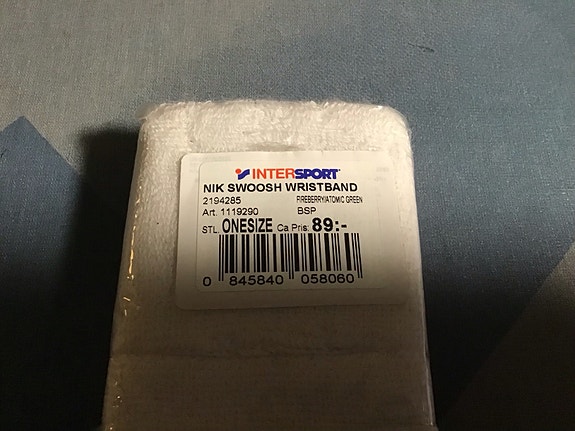 INTERSPORT
NIK SWOOSH WRISTBAND
2194285 FIREBERRY/ATOMIC GREEN
Art. 1119290 BSP
STL. ONESIZE Ca Pris: 89:-
0 845840 058060